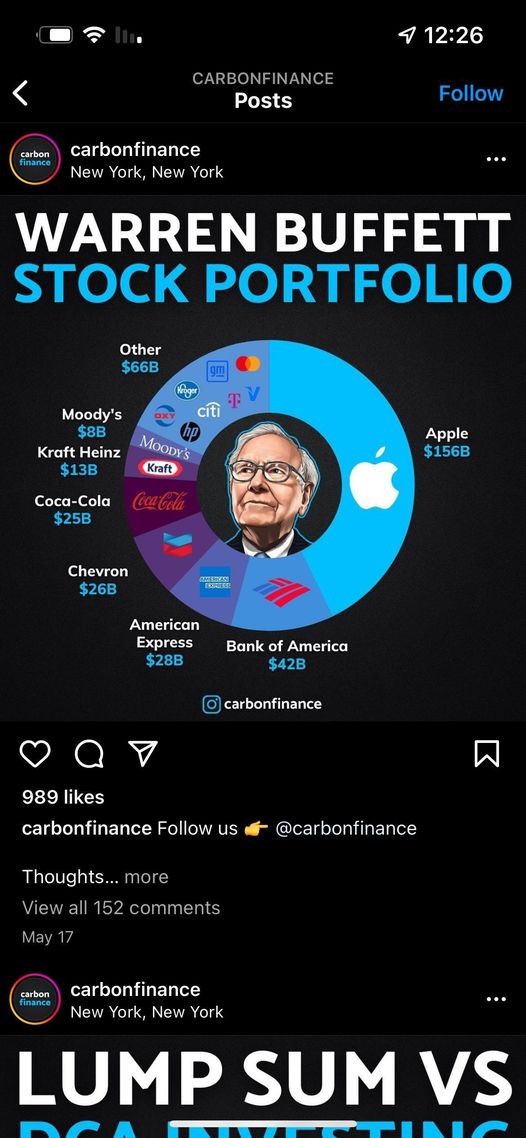 12:26
CARBONFINANCE
Posts
Follow
carbon
finance
carbonfinance
New York, New York
WARREN BUFFETT
STOCK PORTFOLIO
Other
$66B
gm
Kroger
citi
T
V
OXY
hp
Moody's
$8B
MOODY'S
Kraft Heinz
$13B
Kraft
Coca-Cola
$25B
Coca-Cola
Apple
$156B
Chevron
$26B
AMERICAN
EXPRESS
American
Express
$28B
Bank of America
$42B
carbonfinance
989 likes
carbonfinance Follow us 👉 @carbonfinance
Thoughts... more
View all 152 comments
May 17
carbon
finance
carbonfinance
New York, New York
LUMP SUM VS
DCA INVESTING